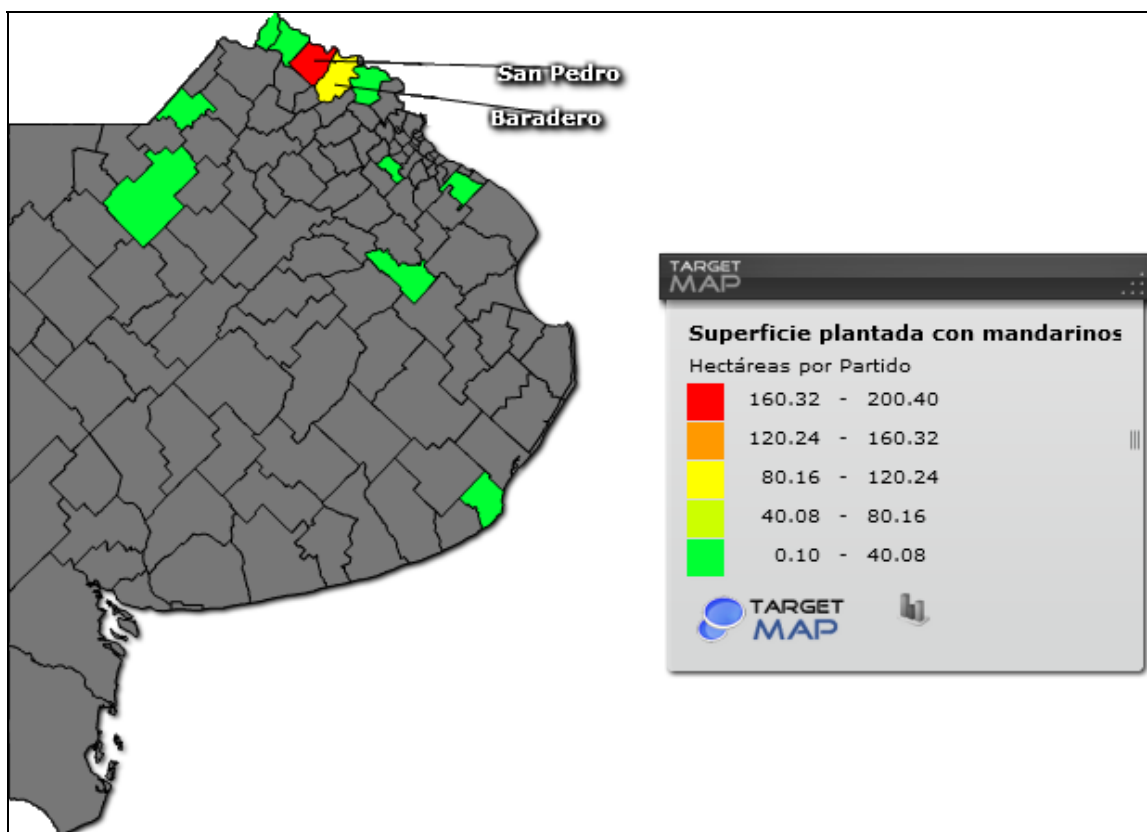 San Pedro
Baradero
TARGET
MAP
Superficie plantada con mandarinos
Hectáreas por Partido
160.32 - 200.40
120.24 - 160.32
80.16 - 120.24
40.08 - 80.16
0.10 - 40.08
TARGET
MAP